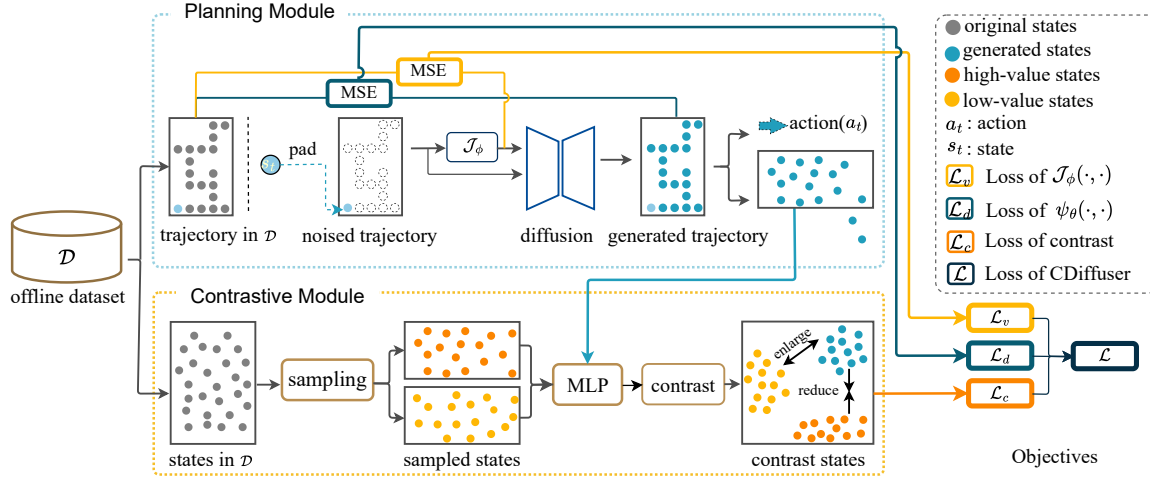 Planning Module
MSE
MSE
pad
s_t
𝒥_ϕ
action(a_t)
trajectory in 𝒟
noised trajectory
diffusion
generated trajectory
𝒟
offline dataset
Contrastive Module
sampling
MLP
contrast
enlarge
reduce
states in 𝒟
sampled states
contrast states
original states
generated states
high-value states
low-value states
a_t : action
s_t : state
ℒ_v Loss of 𝒥_ϕ(·, ·)
ℒ_d Loss of ψ_θ(·, ·)
ℒ_c Loss of contrast
ℒ Loss of CDiffuser
ℒ_v
ℒ_d
ℒ
ℒ_c
Objectives